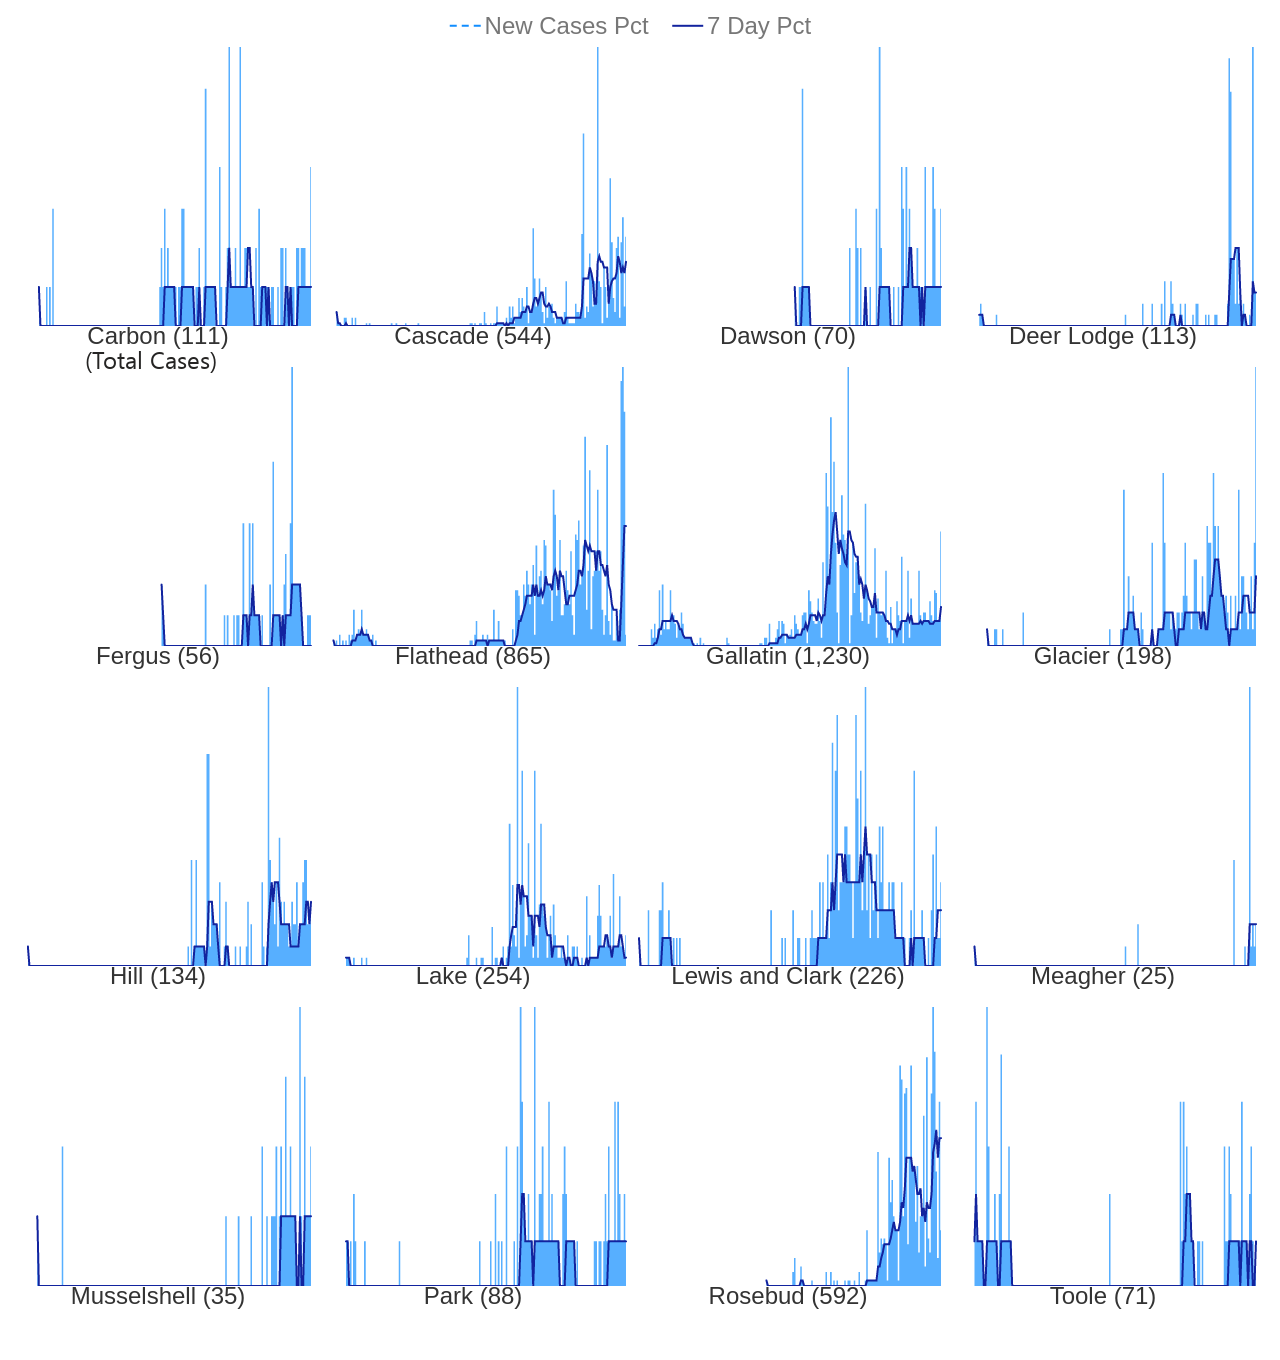 New Cases Pct 7 Day Pct
Carbon (111) Cascade (544) Dawson (70) Deer Lodge (113)
(Total Cases)
Fergus (56) Flathead (865) Gallatin (1,230) Glacier (198)
Hill (134) Lake (254) Lewis and Clark (226) Meagher (25)
Musselshell (35) Park (88) Rosebud (592) Toole (71)